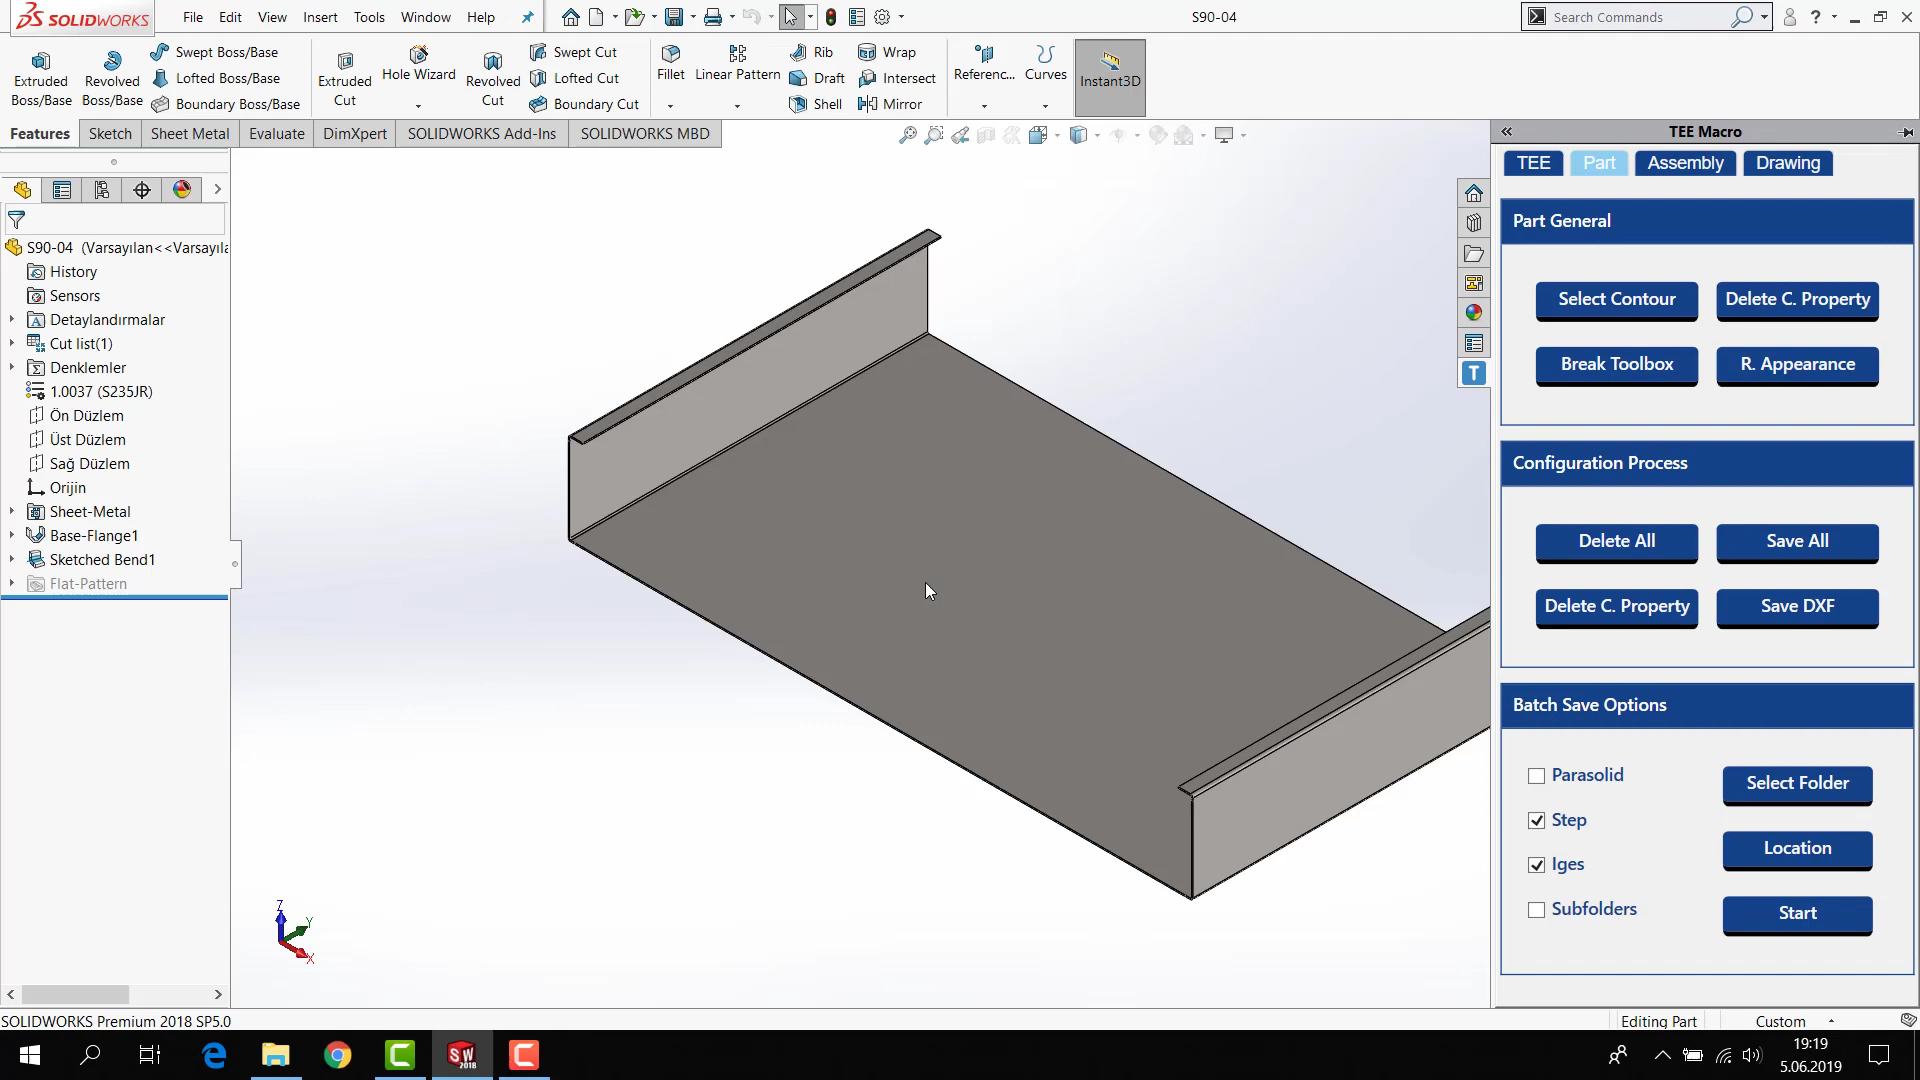 SOLIDWORKS
File Edit View Insert Tools Window Help
S90-04
Search Commands
Extruded Boss/Base
Revolved Boss/Base
Swept Boss/Base
Lofted Boss/Base
Boundary Boss/Base
Extruded Cut
Hole Wizard
Revolved Cut
Swept Cut
Lofted Cut
Boundary Cut
Fillet
Linear Pattern
Rib
Draft
Shell
Wrap
Intersect
Mirror
Referenc...
Curves
Instant3D
Features Sketch Sheet Metal Evaluate DimXpert SOLIDWORKS Add-Ins SOLIDWORKS MBD
S90-04 (Varsayılan<<Varsayıla
History
Sensors
Detaylandırmalar
Cut list(1)
Denklemler
1.0037 (S235JR)
Ön Düzlem
Üst Düzlem
Sağ Düzlem
Orijin
Sheet-Metal
Base-Flange1
Sketched Bend1
Flat-Pattern
Z
Y
X
TEE Macro
TEE Part Assembly Drawing
Part General
Select Contour Delete C. Property
Break Toolbox R. Appearance
Configuration Process
Delete All Save All
Delete C. Property Save DXF
Batch Save Options
Parasolid Select Folder
Step
Location
Iges
Subfolders Start
T
SOLIDWORKS Premium 2018 SP5.0
Editing Part Custom
SW
2018
19:19
5.06.2019